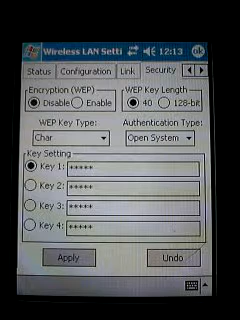 Wireless LAN Setti 12:13 ok
Status Configuration Link Security
Encryption (WEP) WEP Key Length
Disable Enable 40 128-bit
WEP Key Type: Authentication Type:
Char Open System
Key Setting
Key 1: *****
Key 2: *****
Key 3: *****
Key 4: *****
Apply Undo